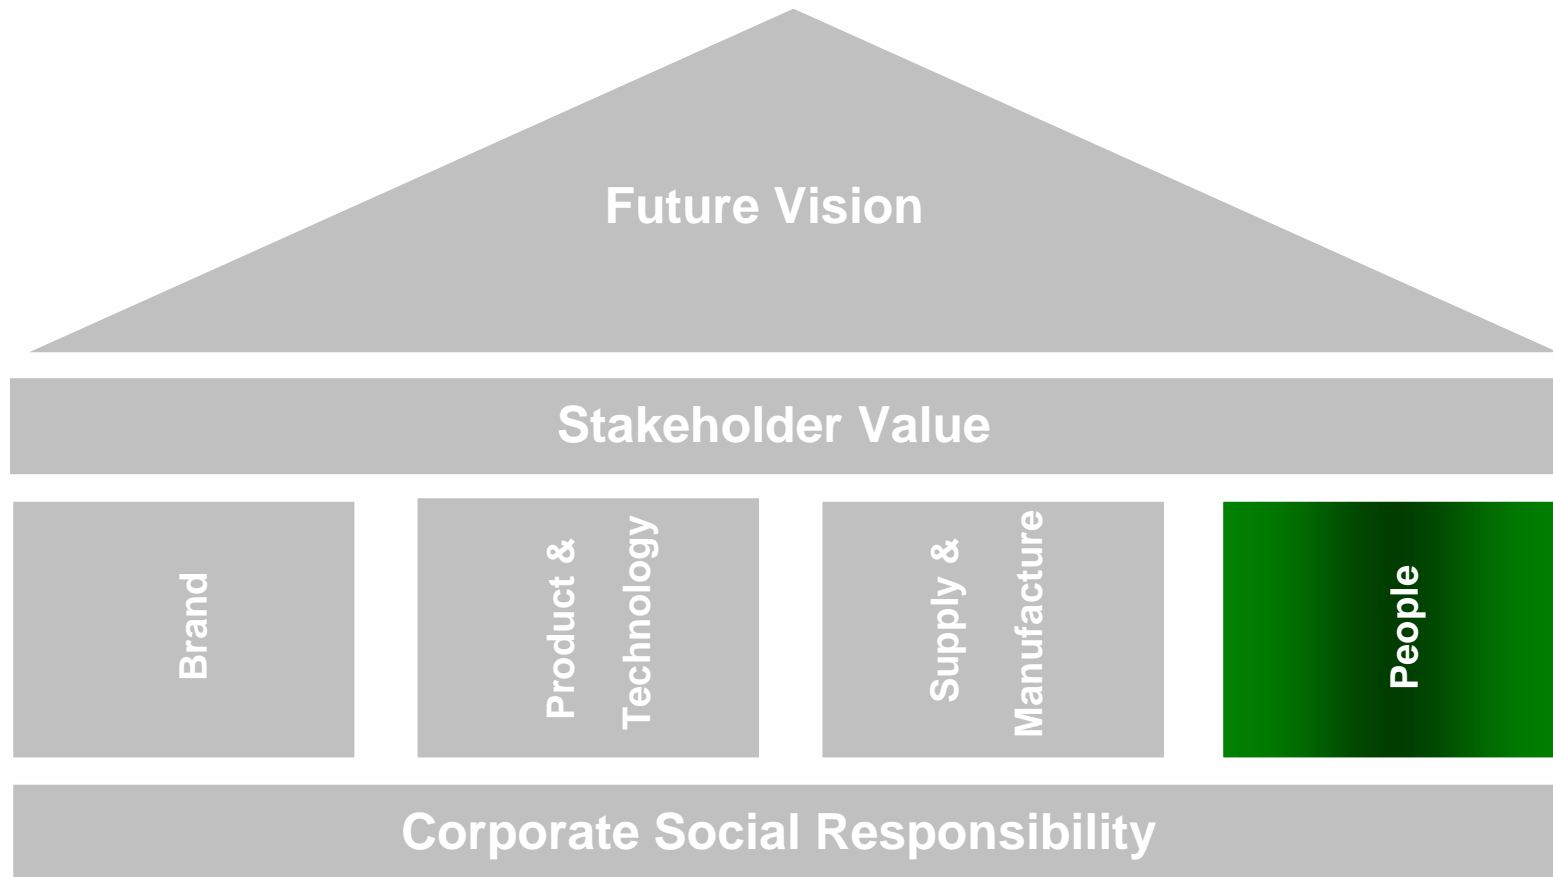 Future Vision
Stakeholder Value
Brand
Product &
Technology
Supply &
Manufacture
People
Corporate Social Responsibility